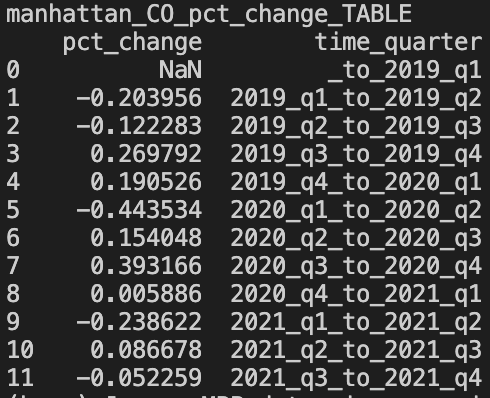 manhattan_CO_pct_change_TABLE
pct_change time_quarter
0 NaN _to_2019_q1
1 -0.203956 2019_q1_to_2019_q2
2 -0.122283 2019_q2_to_2019_q3
3 0.269792 2019_q3_to_2019_q4
4 0.190526 2019_q4_to_2020_q1
5 -0.443534 2020_q1_to_2020_q2
6 0.154048 2020_q2_to_2020_q3
7 0.393166 2020_q3_to_2020_q4
8 0.005886 2020_q4_to_2021_q1
9 -0.238622 2021_q1_to_2021_q2
10 0.086678 2021_q2_to_2021_q3
11 -0.052259 2021_q3_to_2021_q4